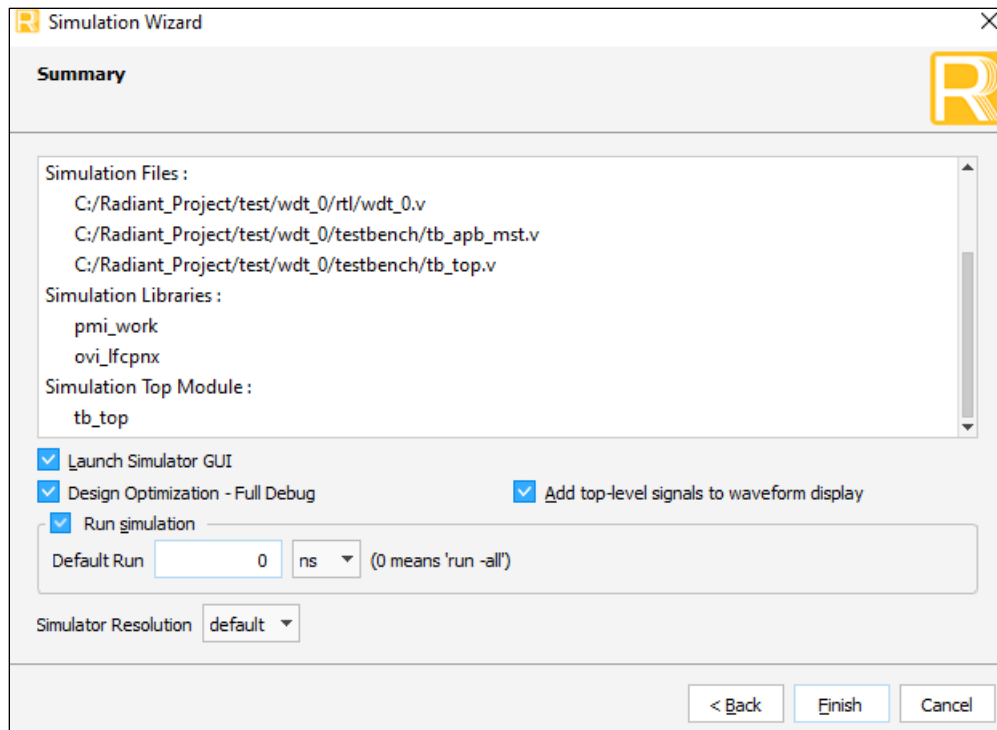 Simulation Wizard
Summary
Simulation Files :
C:/Radiant_Project/test/wdt_0/rtl/wdt_0.v
C:/Radiant_Project/test/wdt_0/testbench/tb_apb_mst.v
C:/Radiant_Project/test/wdt_0/testbench/tb_top.v
Simulation Libraries :
pmi_work
ovi_lfcpnx
Simulation Top Module :
tb_top
Launch Simulator GUI
Design Optimization - Full Debug Add top-level signals to waveform display
Run simulation
Default Run 0 ns (0 means 'run -all')
Simulator Resolution default
< Back Finish Cancel